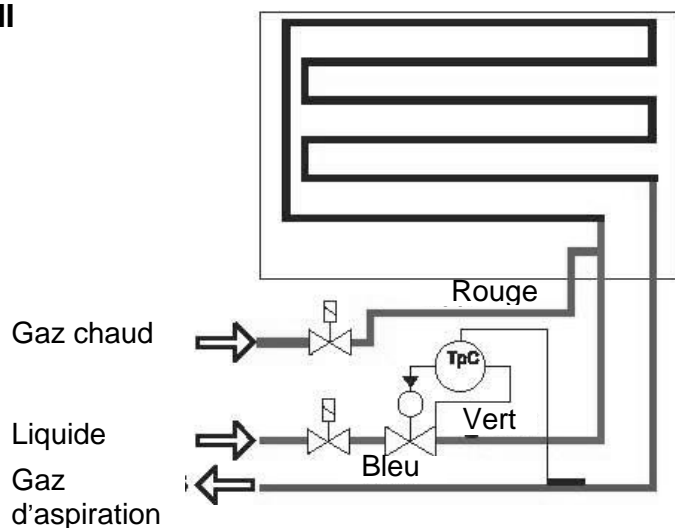 II
Rouge
Gaz chaud
TpC
Liquide
Vert
Bleu
Gaz
d'aspiration